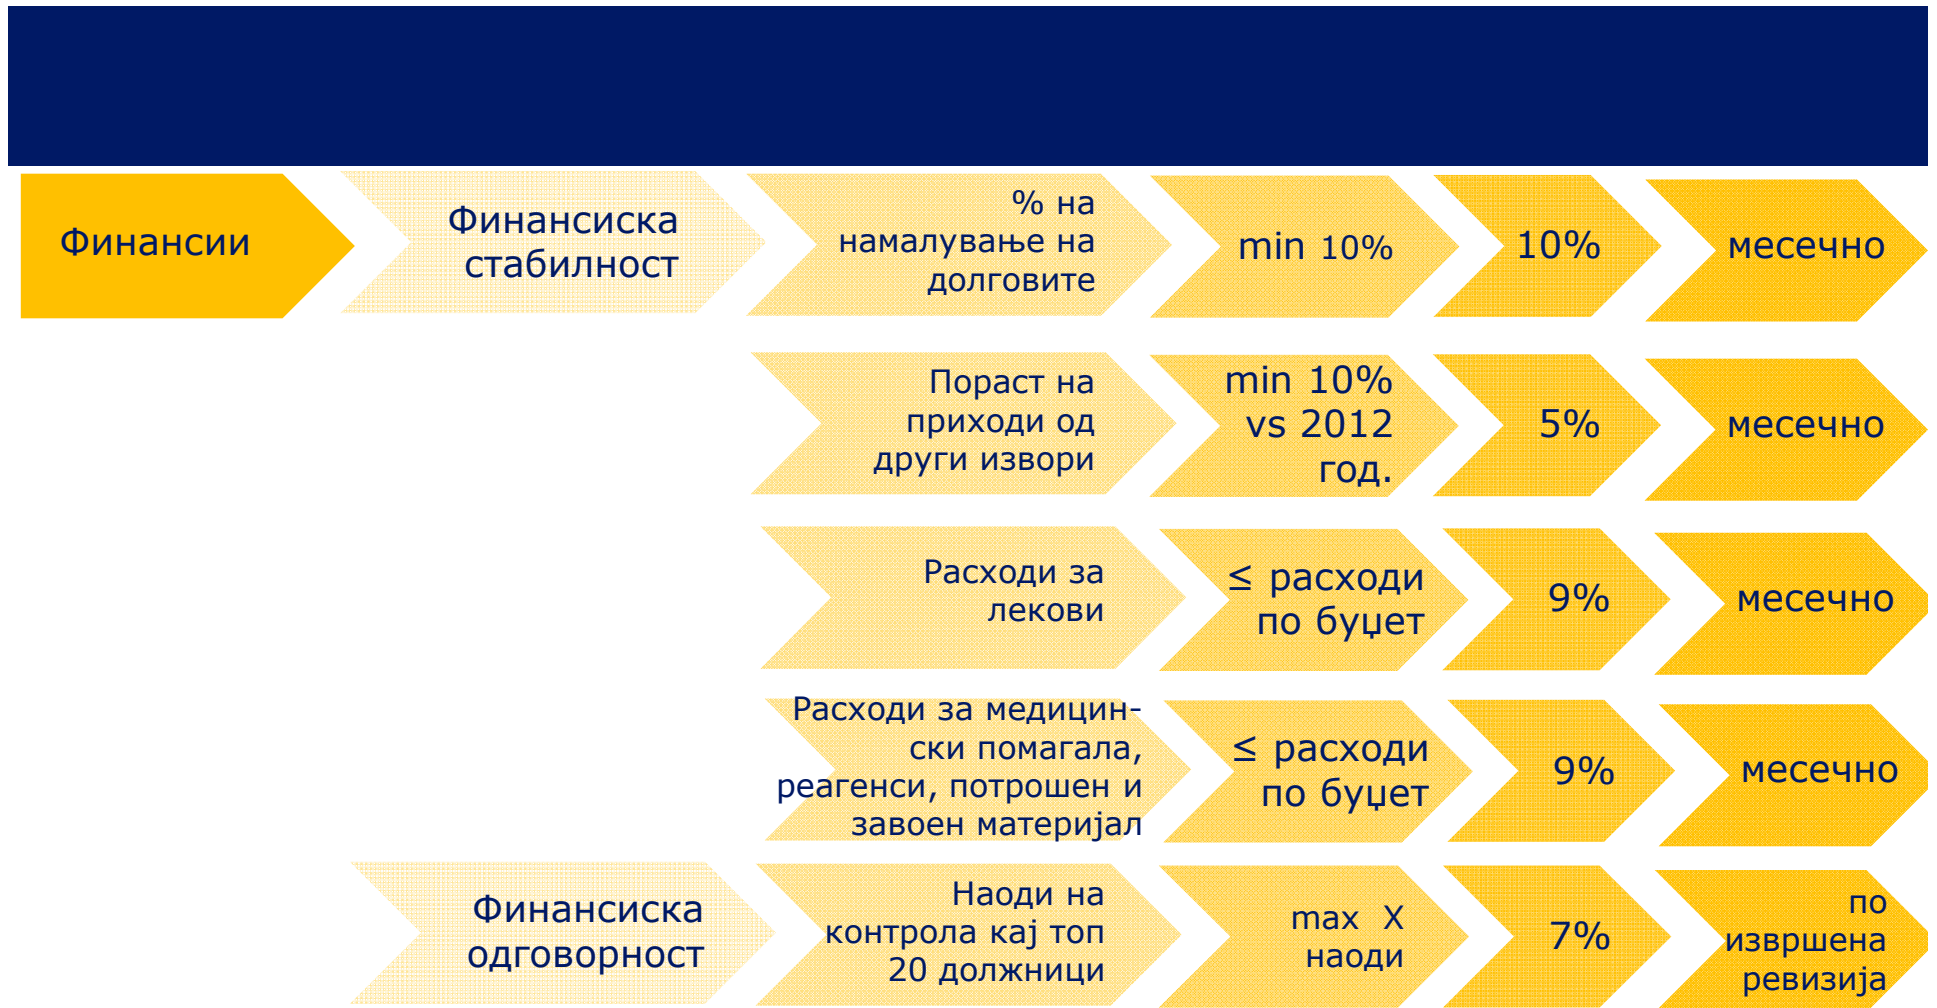 Финансии
Финансиска
стабилност
% на
намалување на
долговите
min 10%
10%
месечно
Пораст на
приходи од
други извори
min 10%
vs 2012
год.
5%
месечно
Расходи за
лекови
≤ расходи
по буџет
9%
месечно
Расходи за медицин-
ски помагала,
реагенси, потрошен и
завоен материјал
≤ расходи
по буџет
9%
месечно
Финансиска
одговорност
Наоди на
контрола кај топ
20 должници
max X
наоди
7%
по
извршена
ревизија